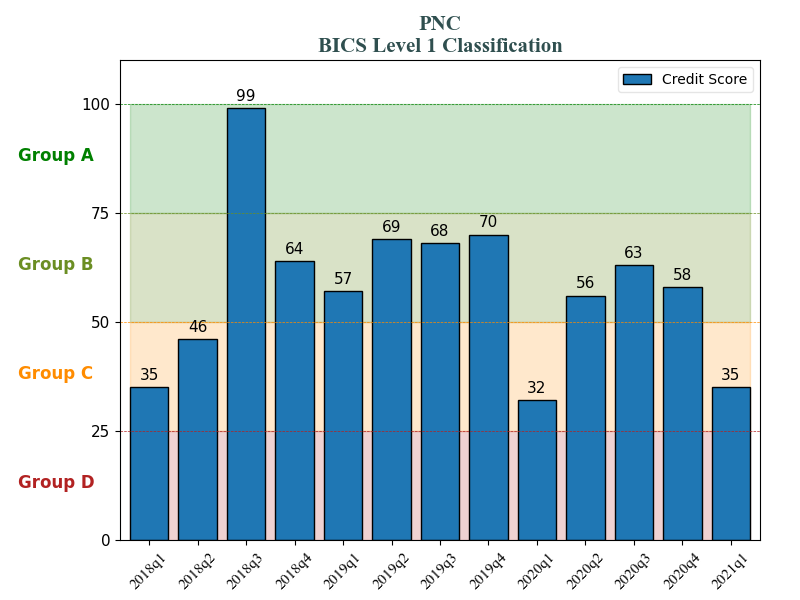 PNC
BICS Level 1 Classification
Credit Score
100
75
50
25
0
Group A
Group B
Group C
Group D
35
46
99
64
57
69
68
70
32
56
63
58
35
2018q1
2018q2
2018q3
2018q4
2019q1
2019q2
2019q3
2019q4
2020q1
2020q2
2020q3
2020q4
2021q1